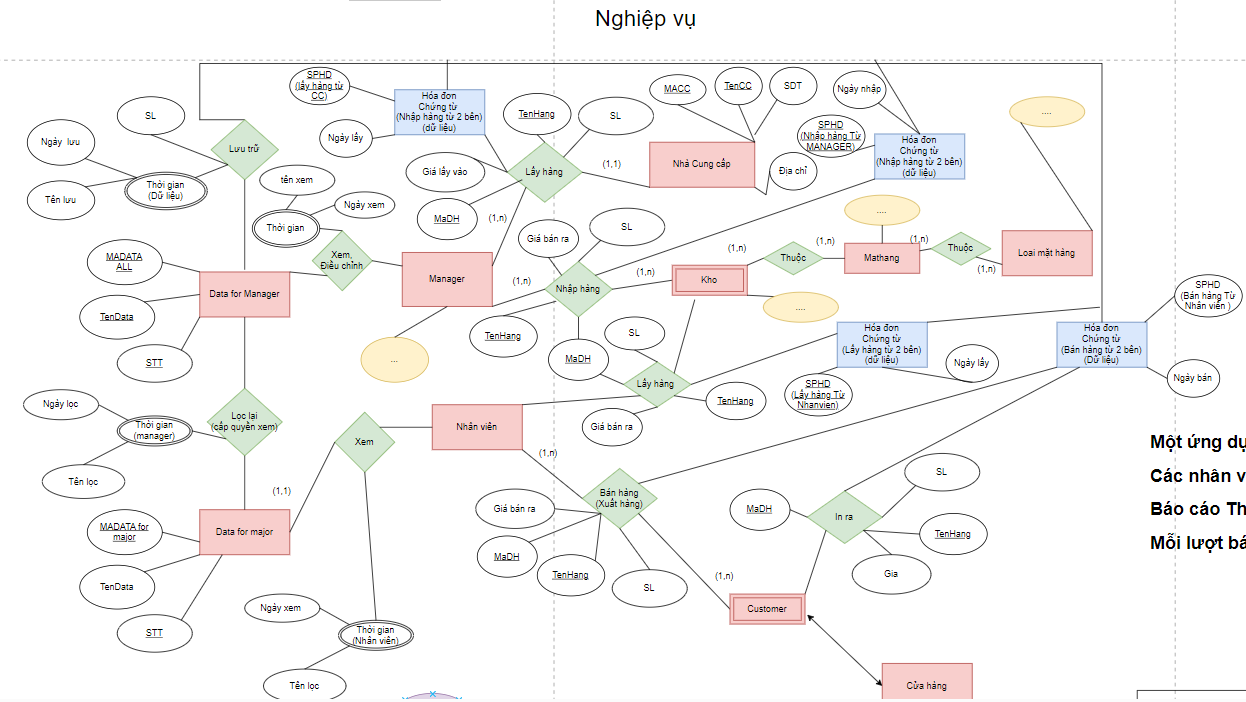 Nghiệp vụ
SPHD
(lấy hàng từ
CC)
Hóa đơn
Chứng từ
(Nhập hàng từ 2 bên)
(dữ liệu)
MACC
TenCC
SDT
Ngày nhập
....
SL
TenHang
SL
Ngày lưu
Lưu trữ
Ngày lấy
SPHD
(Nhập hàng Từ
MANAGER)
Hóa đơn
Chứng từ
(Nhập hàng từ 2 bên)
(dữ liệu)
Giá lấy vào
Lấy hàng
(1,1)
Nhà Cung cấp
Địa chỉ
Tên lưu
Thời gian
(Dữ liệu)
tên xem
Ngày xem
MaDH
(1,n)
....
Thời gian
Giá bán ra
SL
MADATA
ALL
Xem,
Điều chỉnh
Manager
(1,n)
(1,n)
Thuộc
(1,n)
Mathang
(1,n)
Thuộc
(1,n)
Loai mặt hàng
Data for Manager
(1,n)
Nhập hàng
Kho
SPHD
(Bán hàng Từ
Nhân viên )
TenData
TenHang
....
SL
Hóa đơn
Chứng từ
(Lấy hàng từ 2 bên)
(dữ liệu)
Hóa đơn
Chứng từ
(Bán hàng từ 2 bên)
(Dữ liệu)
STT
...
MaDH
Ngày lấy
Ngày bán
Lấy hàng
SPHD
(Lấy hàng Từ
Nhanvien)
TenHang
Ngày lọc
Lọc lại
(cấp quyền xem)
Thời gian
(manager)
Xem
Nhân viên
Giá bán ra
Một ứng dụ
(1,n)
Các nhân v
Tên lọc
(1,1)
Bán hàng
(Xuất hàng)
SL
Giá bán ra
MaDH
In ra
Báo cáo Th
MADATA for
major
Data for major
TenHang
Mỗi lượt bá
MaDH
TenHang
SL
(1,n)
Gia
TenData
Ngày xem
Customer
STT
Thời gian
(Nhân viên)
Tên lọc
Cửa hàng